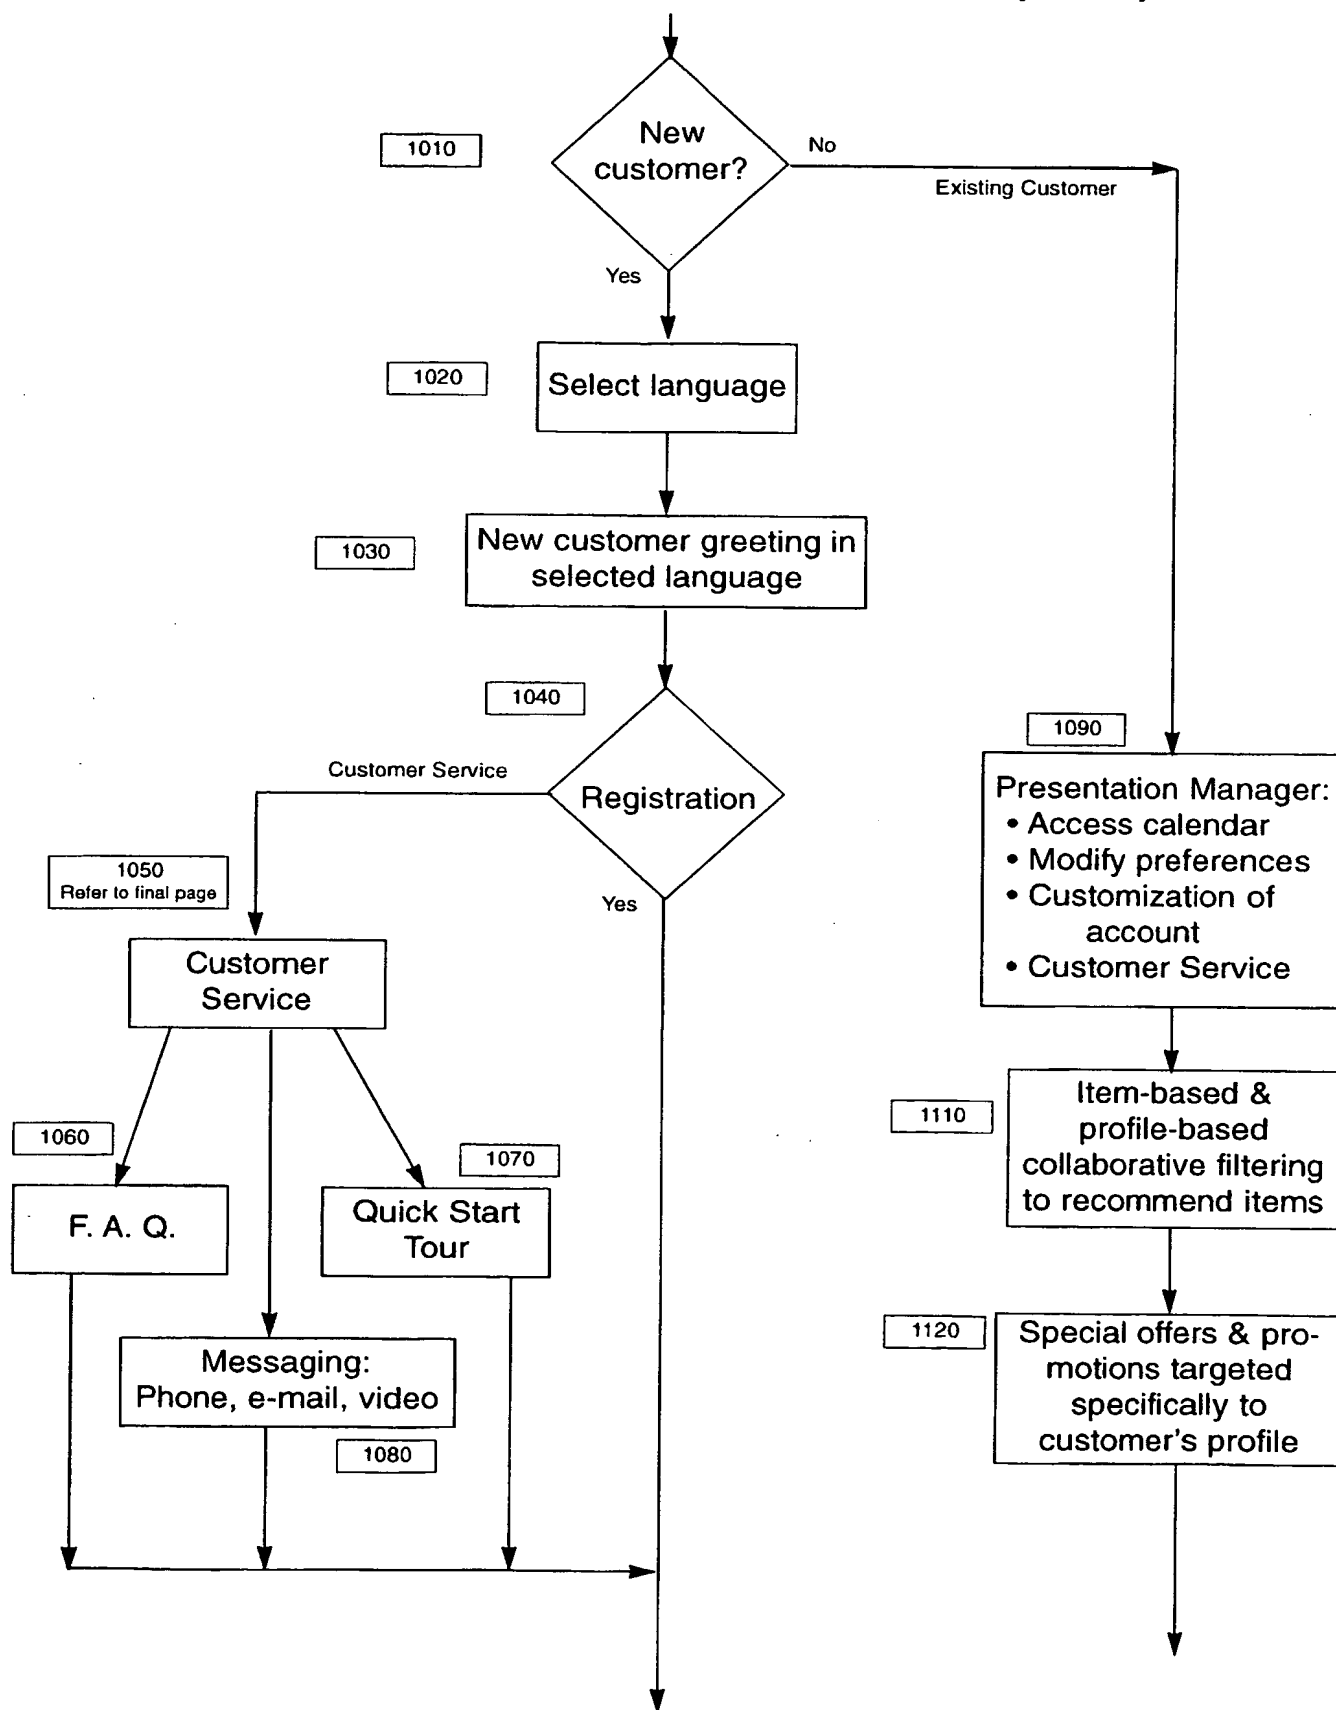 1010
New
customer?
No
Existing Customer
Yes
1020
Select language
1030
New customer greeting in
selected language
1040
Customer Service
Registration
Yes
1050
Refer to final page
Customer
Service
1060
F. A. Q.
1070
Quick Start
Tour
Messaging:
Phone, e-mail, video
1080
1090
Presentation Manager:
• Access calendar
• Modify preferences
• Customization of
account
• Customer Service
1110
Item-based &
profile-based
collaborative filtering
to recommend items
1120
Special offers & pro-
motions targeted
specifically to
customer's profile